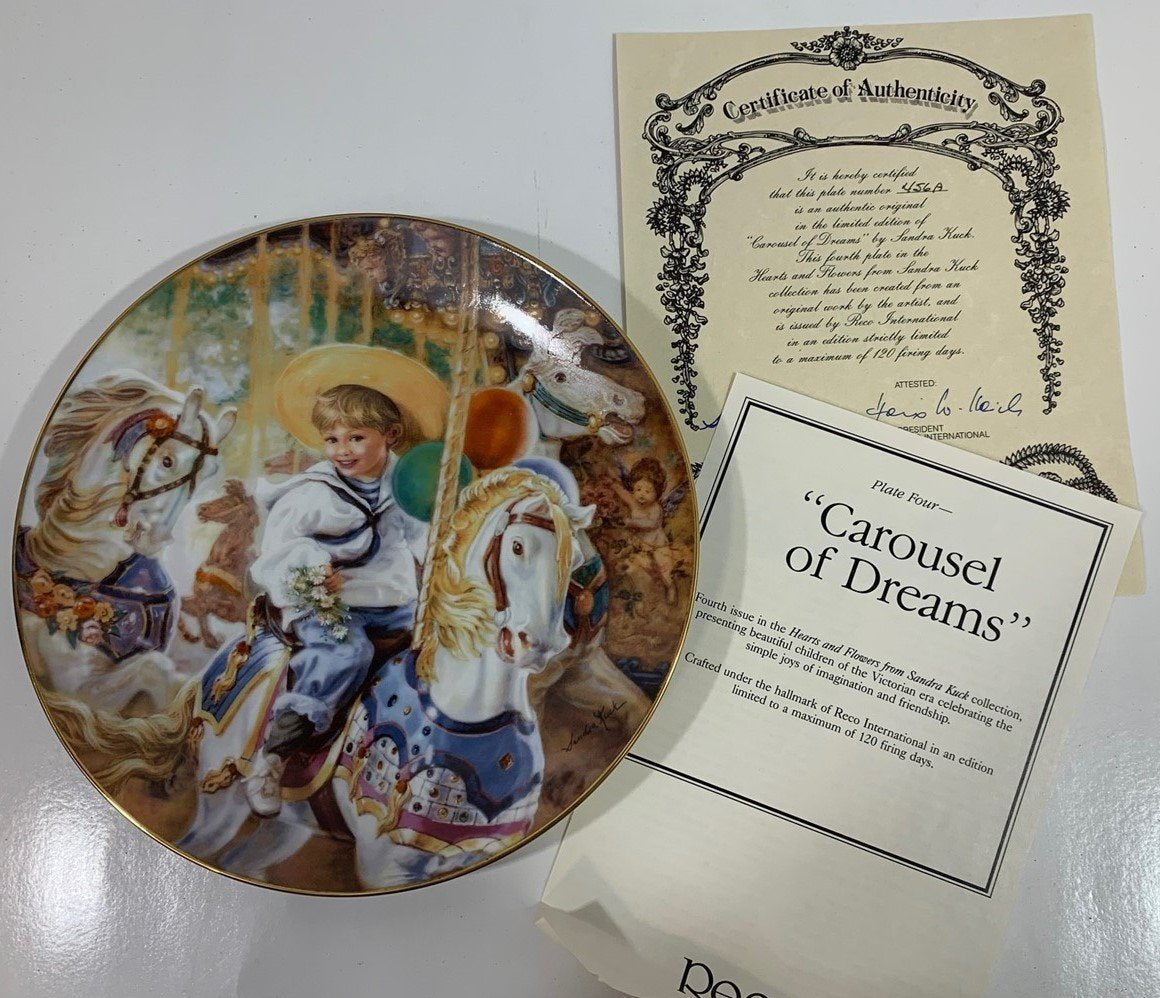 Certificate of Authenticity
It is hereby certified
that this plate number 456A
is an authentic original
in the limited edition of
"Carousel of Dreams" by Sandra Kuck.
This fourth plate in the
Hearts and Flowers from Sandra Kuck
collection has been created from an
original work by the artist, and
is issued by Reco International
in an edition strictly limited
to a maximum of 120 firing days.
ATTESTED:
RESIDENT
INTERNATIONAL
Plate Four—
"Carousel
of Dreams"
Fourth issue in the Hearts and Flowers from Sandra Kuck collection,
presenting beautiful children of the Victorian era celebrating the
simple joys of imagination and friendship.
Crafted under the hallmark of Reco International in an edition
limited to a maximum of 120 firing days.
Sandra Kuck